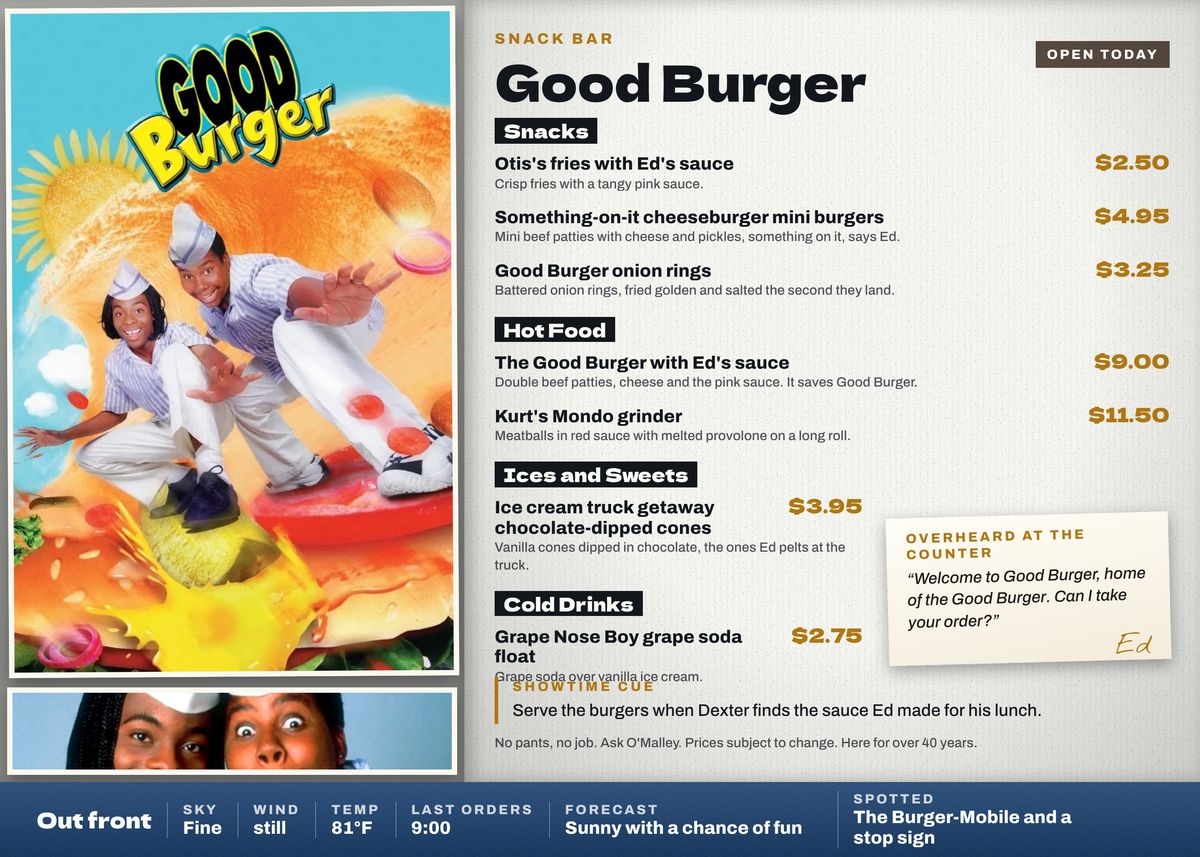 GOOD
Burger
SNACK BAR
OPEN TODAY
Good Burger
Snacks
Otis's fries with Ed's sauce
$2.50
Crisp fries with a tangy pink sauce.
Something-on-it cheeseburger mini burgers
$4.95
Mini beef patties with cheese and pickles, something on it, says Ed.
Good Burger onion rings
$3.25
Battered onion rings, fried golden and salted the second they land.
Hot Food
The Good Burger with Ed's sauce
$9.00
Double beef patties, cheese and the pink sauce. It saves Good Burger.
Kurt's Mondo grinder
$11.50
Meatballs in red sauce with melted provolone on a long roll.
Ices and Sweets
Ice cream truck getaway
chocolate-dipped cones
$3.95
Vanilla cones dipped in chocolate, the ones Ed pelts at the
truck.
Cold Drinks
Grape Nose Boy grape soda
float
$2.75
Grape soda over vanilla ice cream.
OVERHEARD AT THE
COUNTER
“Welcome to Good Burger, home
of the Good Burger. Can I take
your order?”
Ed
SHOWTIME CUE
Serve the burgers when Dexter finds the sauce Ed made for his lunch.
No pants, no job. Ask O'Malley. Prices subject to change. Here for over 40 years.
Out front
SKY
Fine
WIND
still
TEMP
81°F
LAST ORDERS
9:00
FORECAST
Sunny with a chance of fun
SPOTTED
The Burger-Mobile and a
stop sign